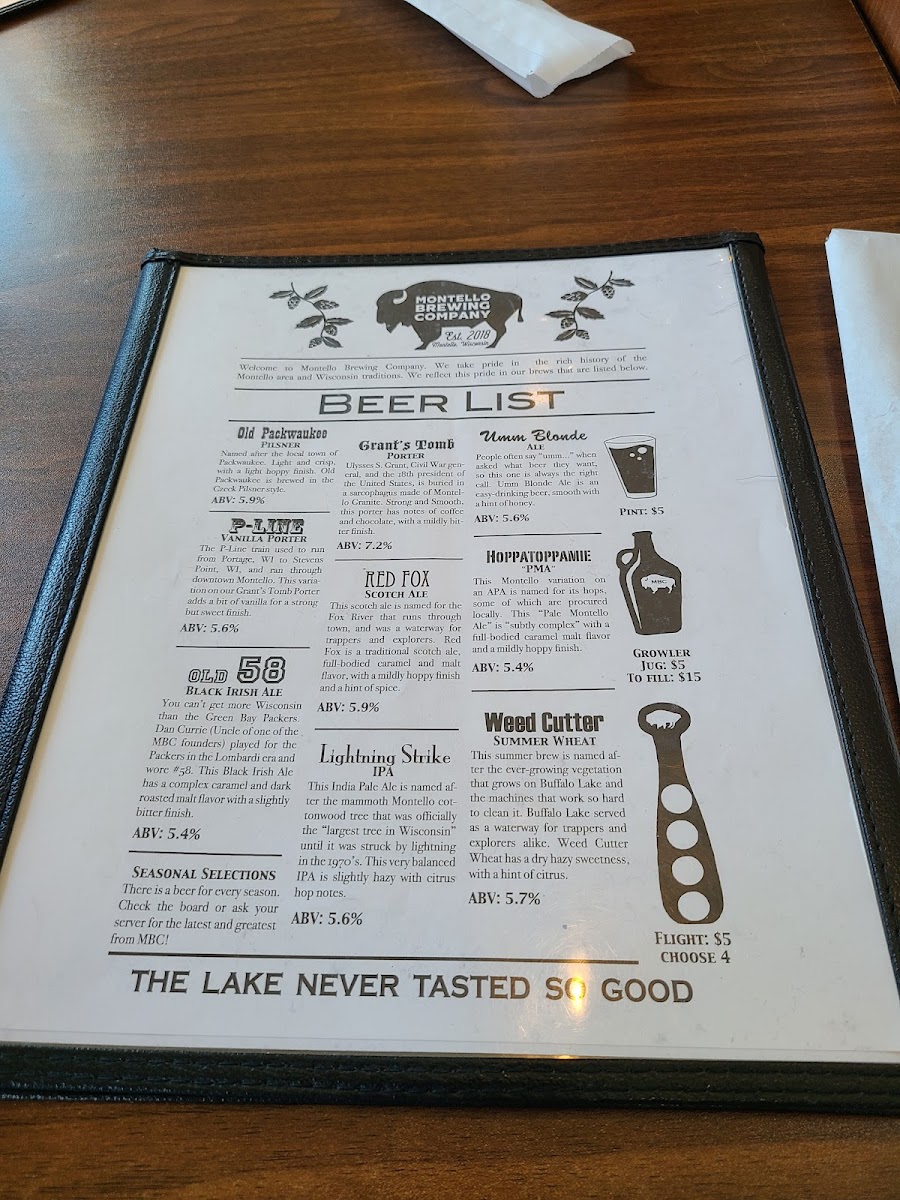 MONTELLO
BREWING
COMPANY
Est. 2018
Montello, Wisconsin
Welcome to Montello Brewing Company. We take pride in the rich history of the
Montello area and Wisconsin traditions. We reflect this pride in our brews that are listed below.
BEER LIST
Old Packwaukee
PILSNER
Named after the local town of
Packwaukee. Light and crisp,
with a light hoppy finish. Old
Packwaukee is brewed in the
Czeck Pilsner style.
ABV: 5.9%
P-LINE
VANILLA PORTER
The P-Line train used to run
from Portage, WI to Stevens
Point, WI, and ran through
downtown Montello. This varia-
tion on our Grant's Tomb Porter
adds a bit of vanilla for a strong
but sweet finish.
ABV: 5.6%
OLD 58
BLACK IRISH ALE
You can't get more Wisconsin
than the Green Bay Packers.
Dan Currie (Uncle of one of the
MBC founders) played for the
Packers in the Lombardi era and
wore #58. This Black Irish Ale
has a complex caramel and dark
roasted malt flavor with a slightly
bitter finish.
ABV: 5.4%
SEASONAL SELECTIONS
There is a beer for every season.
Check the board or ask your
server for the latest and greatest
from MBC!
Grant's Tomb
PORTER
Ulysses S. Grant, Civil War gen-
eral, and the 18th president of
the United States, is buried in
a sarcophagus made of Montel-
lo Granite. Strong and Smooth,
this porter has notes of coffee
and chocolate, with a mildly bit-
ter finish.
ABV: 7.2%
RED FOX
SCOTCH ALE
This scotch ale is named for the
Fox River that runs through
town, and was a waterway for
trappers and explorers. Red
Fox is a traditional scotch ale,
full-bodied caramel and malt
flavor, with a mildly hoppy finish
and a hint of spice.
ABV: 5.9%
Lightning Strike
IPA
This India Pale Ale is named af-
ter the mammoth Montello cot-
tonwood tree that was officially
the "largest tree in Wisconsin"
until it was struck by lightning
in the 1970's. This very balanced
IPA is slightly hazy with citrus
hop notes.
ABV: 5.6%
Umm Blonde
ALE
People often say "umm..." when
asked what beer they want,
so this one is always the right
call. Umm Blonde Ale is an
easy-drinking beer, smooth with
a hint of honey.
ABV: 5.6%
HOPPATOPPAMIE
"PMA"
This Montello variation on
an APA is named for its hops,
some of which are procured
locally. This "Pale Montello
Ale" is "subtly complex" with a
full-bodied caramel malt flavor
and a mildly hoppy finish.
ABV: 5.4%
Weed Cutter
SUMMER WHEAT
This summer brew is named af-
ter the ever-growing vegetation
that grows on Buffalo Lake and
the machines that work so hard
to clean it. Buffalo Lake served
as a waterway for trappers and
explorers alike. Weed Cutter
Wheat has a dry hazy sweetness,
with a hint of citrus.
ABV: 5.7%
PINT: $5
MBC
GROWLER
JUG: $5
TO FILL: $15
FLIGHT: $5
CHOOSE 4
THE LAKE NEVER TASTED SO GOOD